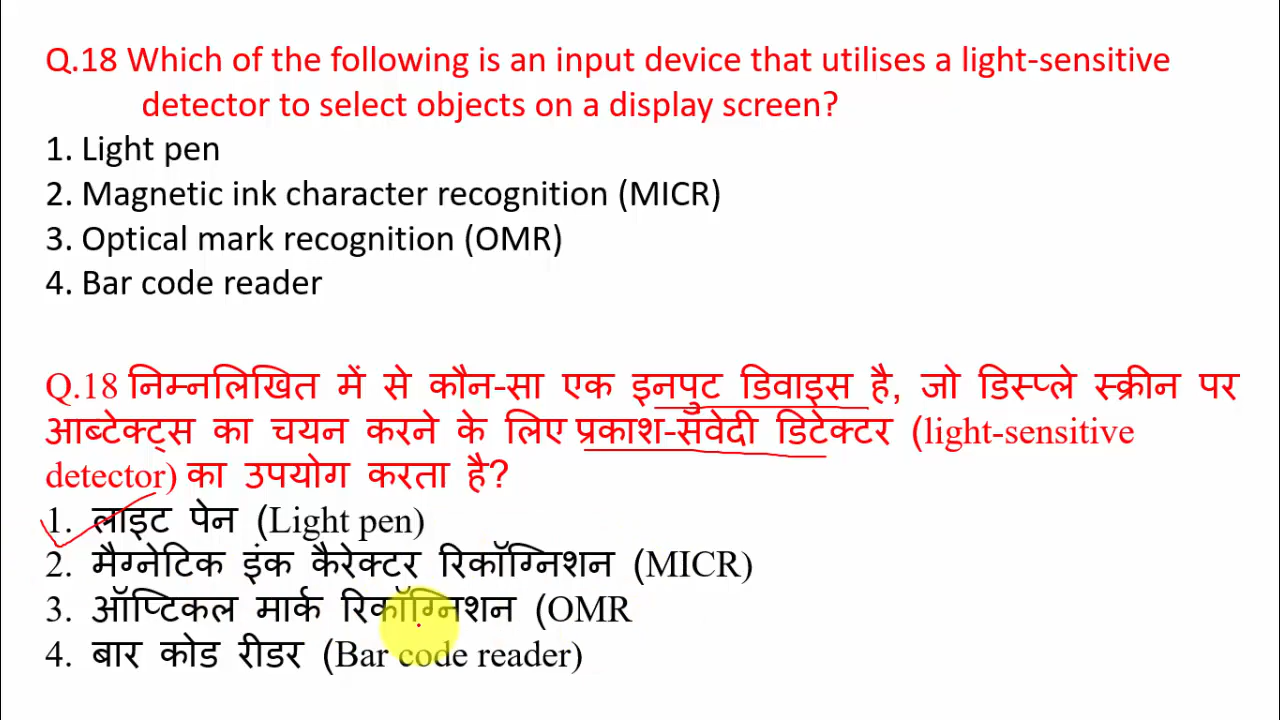 Q.18 Which of the following is an input device that utilises a light-sensitive
detector to select objects on a display screen?
1. Light pen
2. Magnetic ink character recognition (MICR)
3. Optical mark recognition (OMR)
4. Bar code reader
Q.18 निम्नलिखित में से कौन-सा एक इनपुट डिवाइस है, जो डिस्प्ले स्क्रीन पर
आब्टेक्ट्स का चयन करने के लिए प्रकाश-संवेदी डिटेक्टर (light-sensitive
detector) का उपयोग करता है?
1. लाइट पेन (Light pen)
2. मैग्नेटिक इंक कैरेक्टर रिकॉग्निशन (MICR)
3. ऑप्टिकल मार्क रिकॉग्निशन (OMR
4. बार कोड रीडर (Bar code reader)